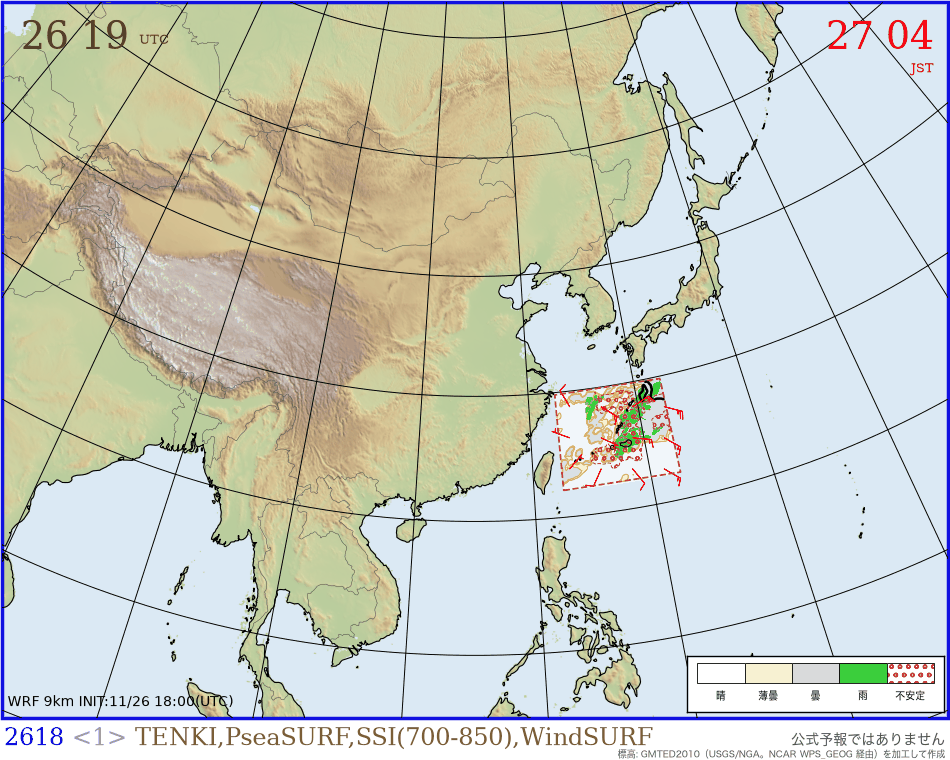 26 19 UTC
27 04
JST
晴 薄曇 曇 雨 不安定
WRF 9km INIT:11/26 18:00(UTC)
2618 <1> TENKI,PseaSURF,SSI(700-850),WindSURF
公式予報ではありません
標高: GMTED2010（USGS/NGA。NCAR WPS_GEOG 経由）を加工して作成